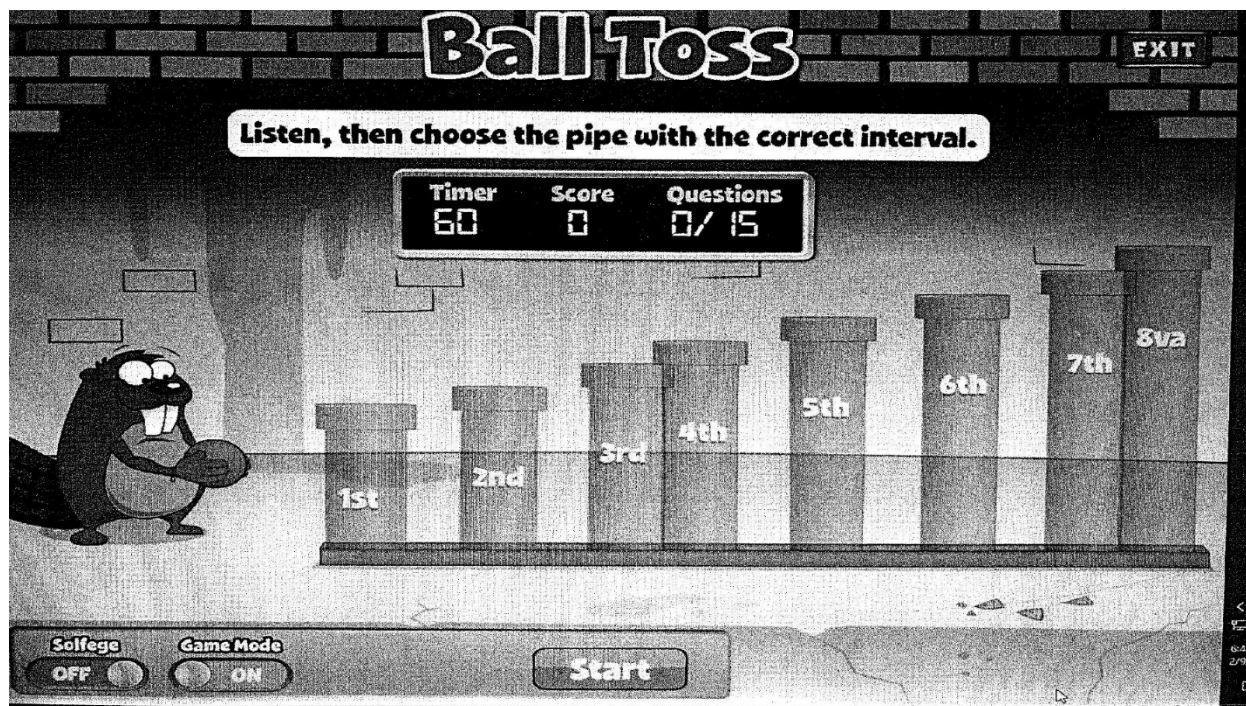 Ball Toss
EXIT
Listen, then choose the pipe with the correct interval.
Timer Score Questions
60 0 0/ 15
1st 2nd 3rd 4th 5th 6th 7th 8va
Solfege Game Mode
OFF ON Start